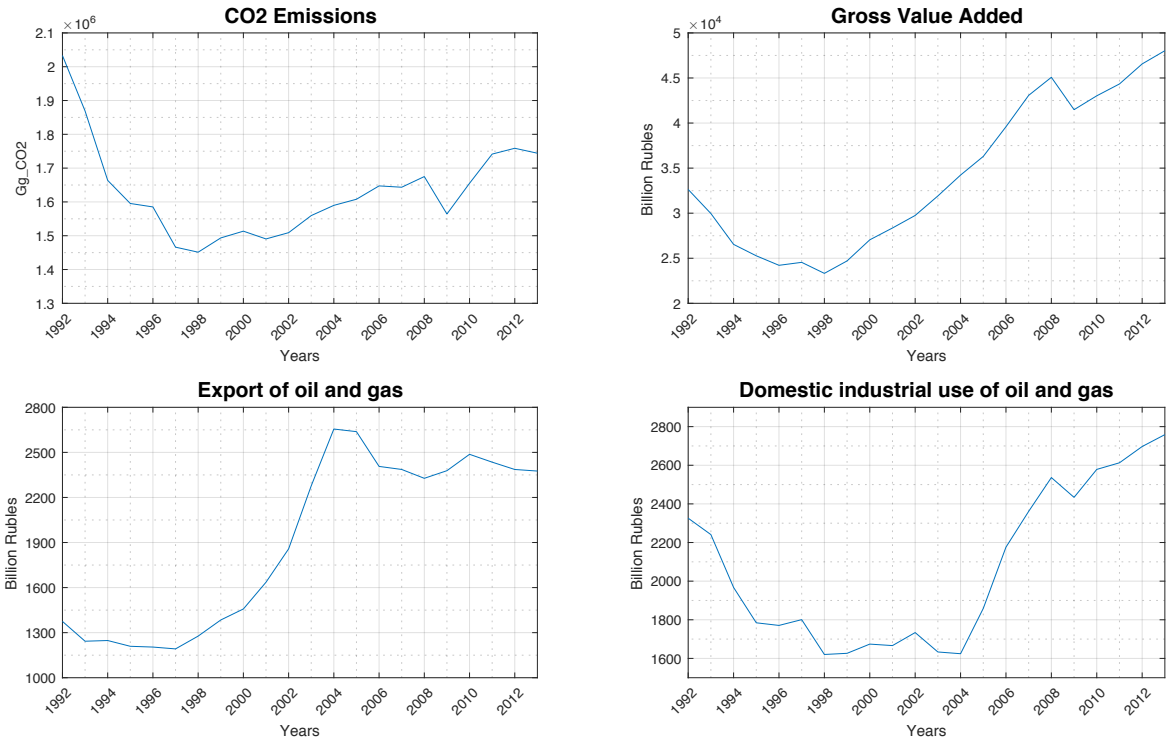 CO2 Emissions
×10^6
2.1
2
1.9
1.8
1.7
1.6
1.5
1.4
1.3
Gg_CO2
1992 1994 1996 1998 2000 2002 2004 2006 2008 2010 2012
Years
Gross Value Added
×10^4
5
4.5
4
3.5
3
2.5
2
Billion Rubles
1992 1994 1996 1998 2000 2002 2004 2006 2008 2010 2012
Years
Export of oil and gas
2800
2500
2200
1900
1600
1300
1000
Billion Rubles
1992 1994 1996 1998 2000 2002 2004 2006 2008 2010 2012
Years
Domestic industrial use of oil and gas
2800
2600
2400
2200
2000
1800
1600
Billion Rubles
1992 1994 1996 1998 2000 2002 2004 2006 2008 2010 2012
Years